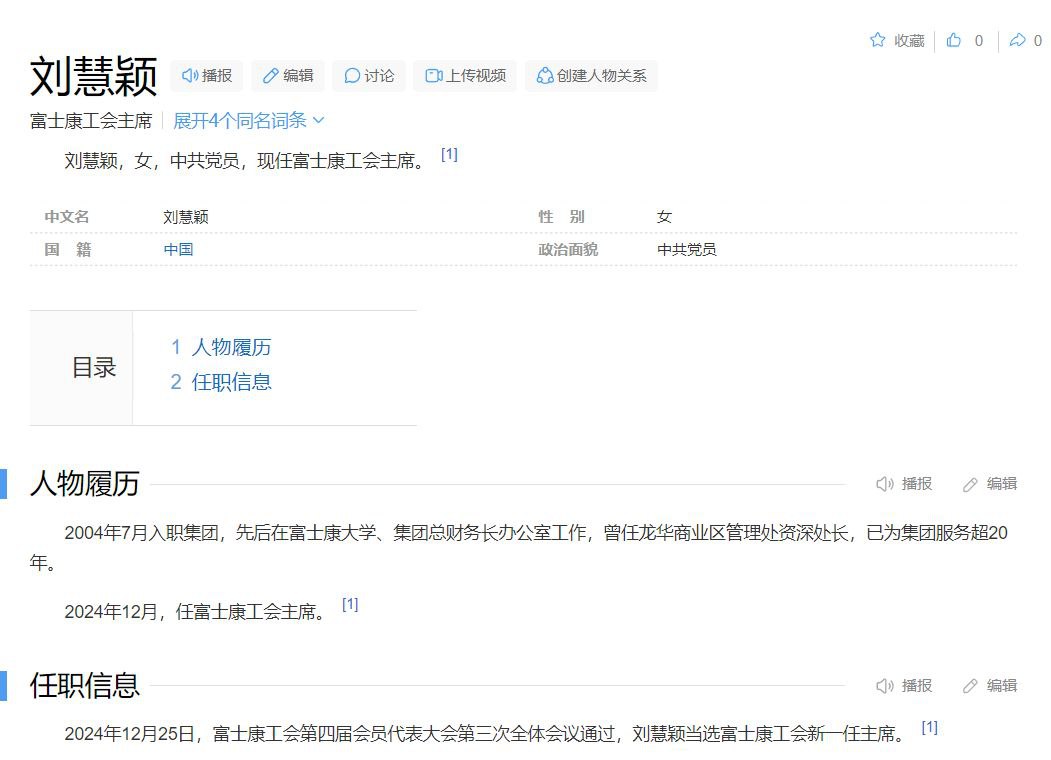 收藏 0 0
刘慧颖 播报 编辑 讨论 上传视频 创建人物关系
富士康工会主席 展开4个同名词条
刘慧颖，女，中共党员，现任富士康工会主席。 [1]
中文名 刘慧颖 性 别 女
国 籍 中国 政治面貌 中共党员
目录
1 人物履历
2 任职信息
人物履历 播报 编辑
2004年7月入职集团，先后在富士康大学、集团总财务长办公室工作，曾任龙华商业区管理处资深处长，已为集团服务超20
年。
2024年12月，任富士康工会主席。 [1]
任职信息 播报 编辑
2024年12月25日，富士康工会第四届会员代表大会第三次全体会议通过，刘慧颖当选富士康工会新一任主席。 [1]